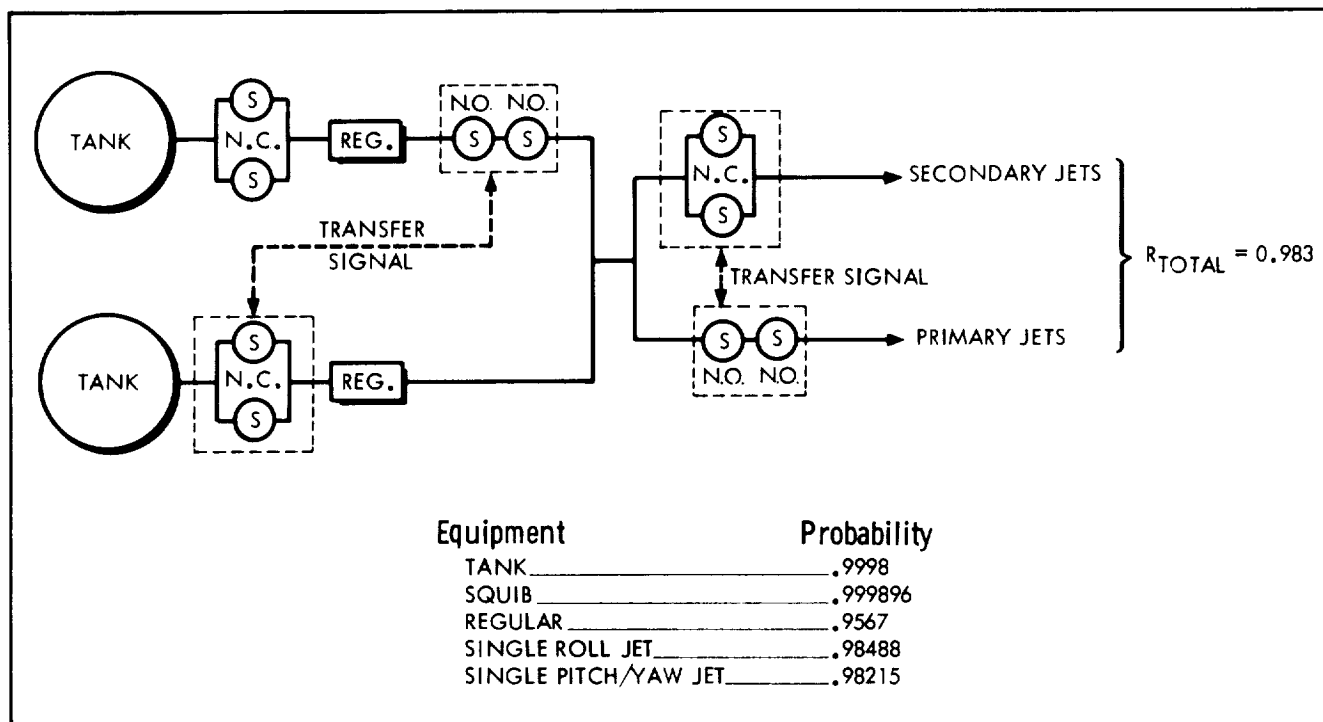 N.O. N.O.
S
TANK
N.C.
REG.
S
S
S
S
N.C.
S
SECONDARY JETS
TRANSFER
SIGNAL
TRANSFER SIGNAL
R TOTAL = 0.983
S
TANK
N.C.
REG.
S
S
S
PRIMARY JETS
N.O. N.O.
Equipment Probability
TANK .9998
SQUIB .999896
REGULAR .9567
SINGLE ROLL JET .98488
SINGLE PITCH/YAW JET .98215